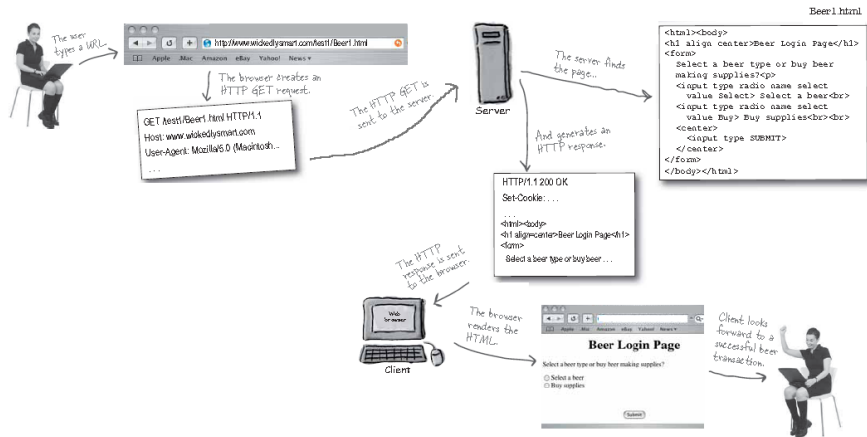 Beer1.html
The user
types a URL.
http://www.wickedlysmart.com/test1/Beer1.html
Apple .Mac Amazon eBay Yahoo! News
The browser creates an
HTTP GET request.
GET /test1/Beer1.html HTTP/1.1
Host: www.wickedlysmart.com
User-Agent: Mozilla/5.0 (Macintosh...
. . .
The HTTP GET is
sent to the server.
Server
The server finds
the page...
<html><body>
<h1 align center>Beer Login Page</h1>
<form>
Select a beer type or buy beer
making supplies?<p>
<input type radio name select
value Select> Select a beer<br>
<input type radio name select
value Buy> Buy supplies<br><br>
<center>
<input type SUBMIT>
</center>
</form>
</body></html>
And generates an
HTTP response.
HTTP/1.1 200 OK
Set-Cookie: . . .
. . .
<html><body>
<h1 align=center>Beer Login Page</h1>
<form>
Select a beer type or buy beer . . .
The HTTP
response is sent
to the browser.
Web
browser
Client
The browser
renders the
HTML.
Apple .Mac Amazon eBay Yahoo! News
Beer Login Page
Select a beer type or buy beer making supplies?
Select a beer
Buy supplies
Submit
Client looks
forward to a
successful beer
transaction.